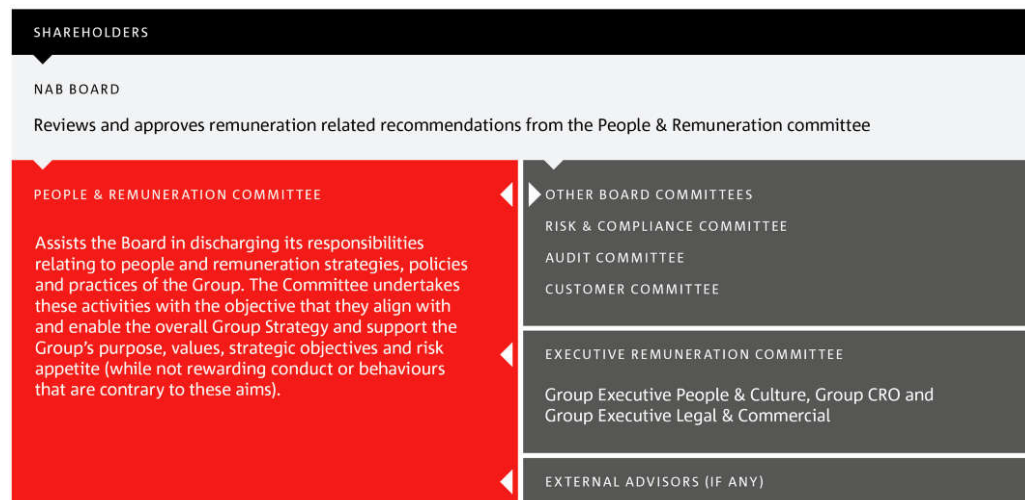 SHAREHOLDERS
NAB BOARD
Reviews and approves remuneration related recommendations from the People & Remuneration committee
PEOPLE & REMUNERATION COMMITTEE
Assists the Board in discharging its responsibilities
relating to people and remuneration strategies, policies
and practices of the Group. The Committee undertakes
these activities with the objective that they align with
and enable the overall Group Strategy and support the
Group's purpose, values, strategic objectives and risk
appetite (while not rewarding conduct or behaviours
that are contrary to these aims).
OTHER BOARD COMMITTEES
RISK & COMPLIANCE COMMITTEE
AUDIT COMMITTEE
CUSTOMER COMMITTEE
EXECUTIVE REMUNERATION COMMITTEE
Group Executive People & Culture, Group CRO and
Group Executive Legal & Commercial
EXTERNAL ADVISORS (IF ANY)